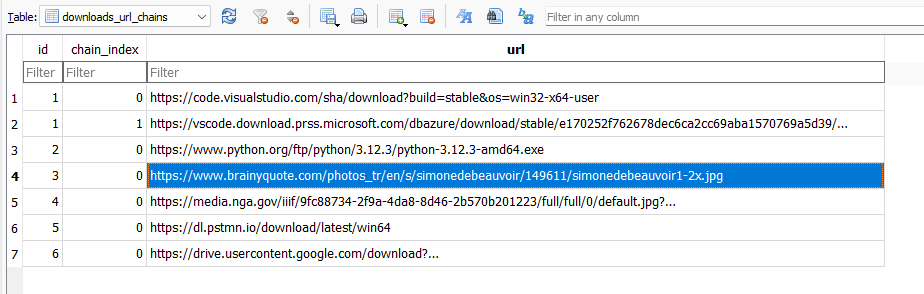 Table: downloads_url_chains Filter in any column
id chain_index url
Filter Filter Filter
1 1 0 https://code.visualstudio.com/sha/download?build=stable&os=win32-x64-user
2 1 1 https://vscode.download.prss.microsoft.com/dbazure/download/stable/e170252f762678dec6ca2cc69aba1570769a5d39/...
3 2 0 https://www.python.org/ftp/python/3.12.3/python-3.12.3-amd64.exe
4 3 0 https://www.brainyquote.com/photos_tr/en/s/simonedebeauvoir/149611/simonedebeauvoir1-2x.jpg
5 4 0 https://media.nga.gov/iiif/9fc88734-2f9a-4da8-8d46-2b570b201223/full/full/0/default.jpg?...
6 5 0 https://dl.pstmn.io/download/latest/win64
7 6 0 https://drive.usercontent.google.com/download?...